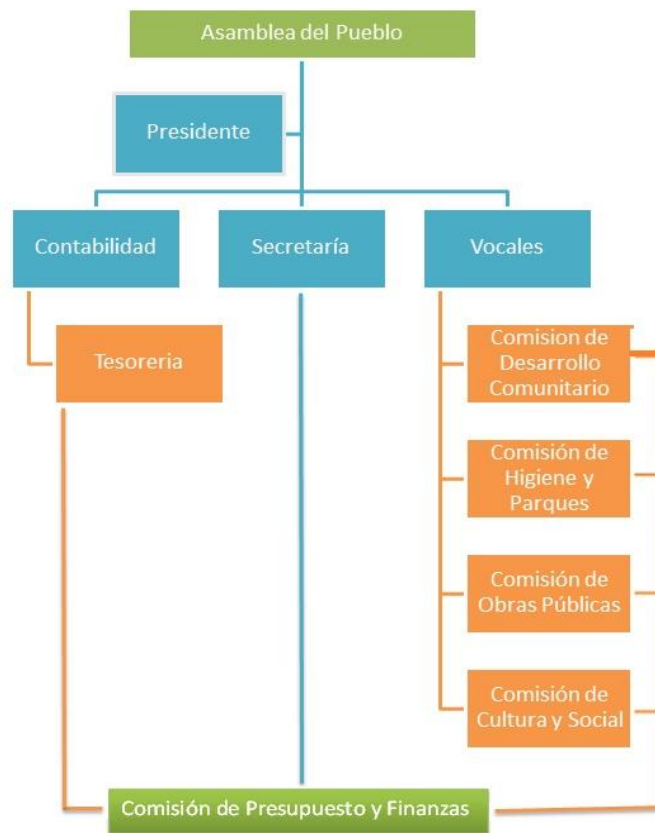 Asamblea del Pueblo
Presidente
Contabilidad
Secretaría
Vocales
Tesoreria
Comision de
Desarrollo
Comunitario
Comisión de
Higiene y
Parques
Comisión de
Obras Públicas
Comisión de
Cultura y Social
Comisión de Presupuesto y Finanzas